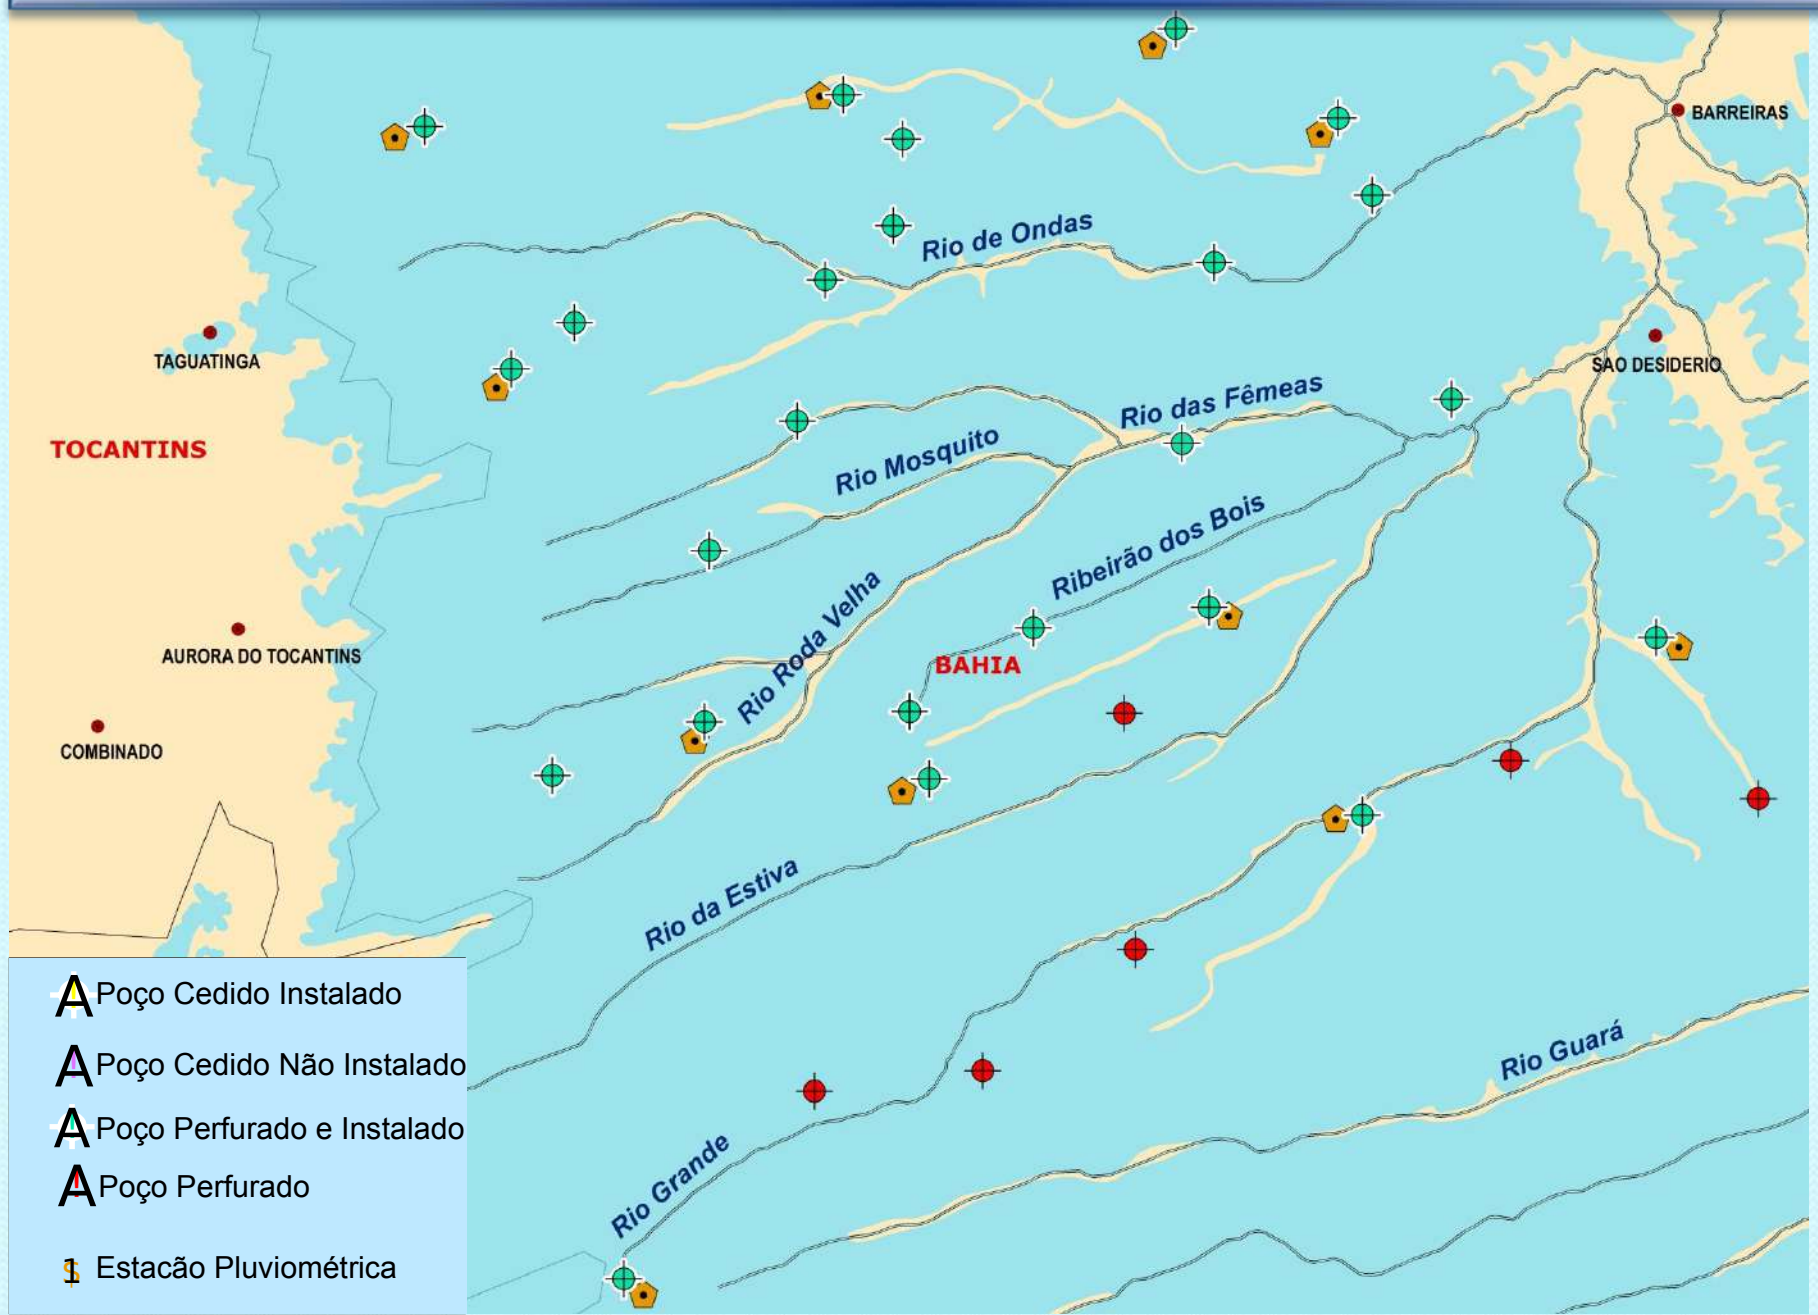 BARREIRAS
Rio de Ondas
TAGUATINGA
SAO DESIDERIO
Rio das Fêmeas
TOCANTINS
Rio Mosquito
Ribeirão dos Bois
Rio Roda Velha
AURORA DO TOCANTINS
BAHIA
COMBINADO
Rio da Estiva
A Poço Cedido Instalado
Rio Guará
A Poço Cedido Não Instalado
A Poço Perfurado e Instalado
A Poço Perfurado
Rio Grande
1 Estacão Pluviométrica